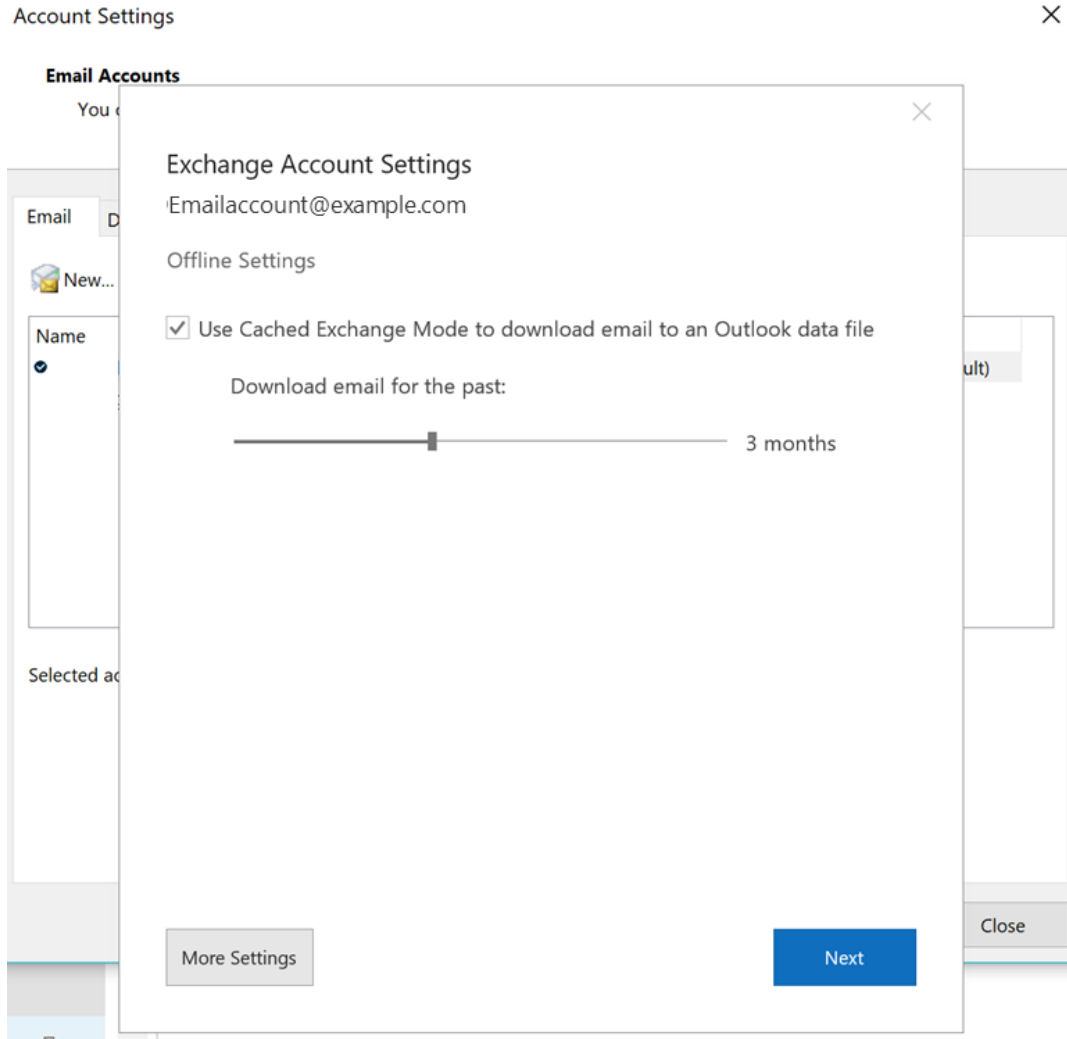 Account Settings
Email Accounts
You
Exchange Account Settings
Emailaccount@example.com
Offline Settings
Email
D
New...
Use Cached Exchange Mode to download email to an Outlook data file
Name
ult)
Download email for the past:
3 months
Selected ac
Close
More Settings
Next